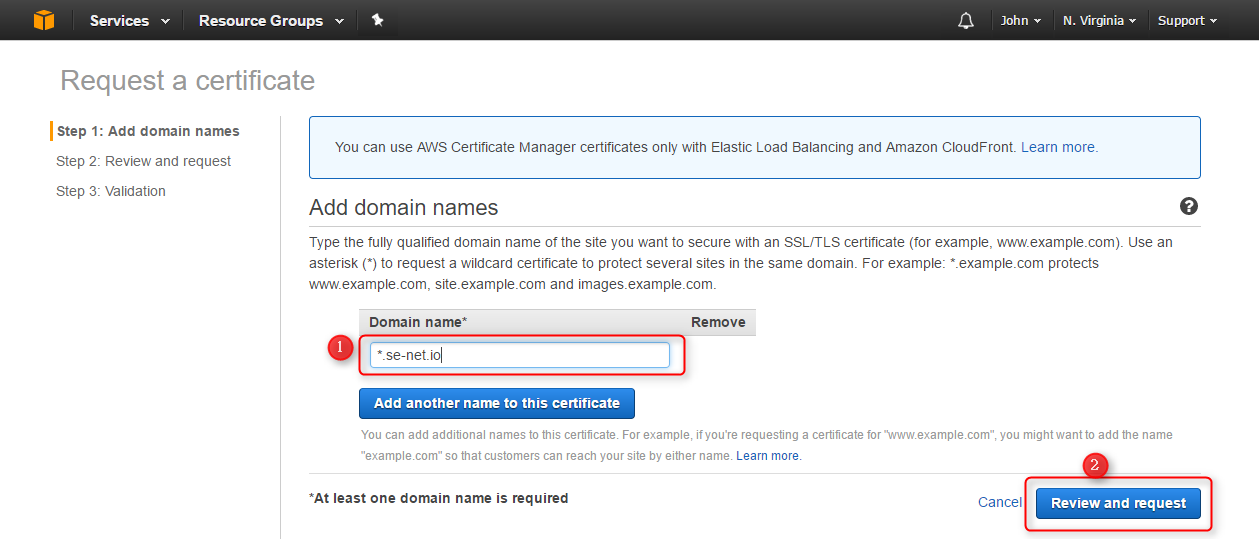 Services Resource Groups John N. Virginia Support
Request a certificate
Step 1: Add domain names
Step 2: Review and request
Step 3: Validation
You can use AWS Certificate Manager certificates only with Elastic Load Balancing and Amazon CloudFront. Learn more.
Add domain names
Type the fully qualified domain name of the site you want to secure with an SSL/TLS certificate (for example, www.example.com). Use an
asterisk (*) to request a wildcard certificate to protect several sites in the same domain. For example: *.example.com protects
www.example.com, site.example.com and images.example.com.
Domain name* Remove
1 *.se-net.io
Add another name to this certificate
You can add additional names to this certificate. For example, if you're requesting a certificate for "www.example.com", you might want to add the name
"example.com" so that customers can reach your site by either name. Learn more.
2
*At least one domain name is required Cancel Review and request